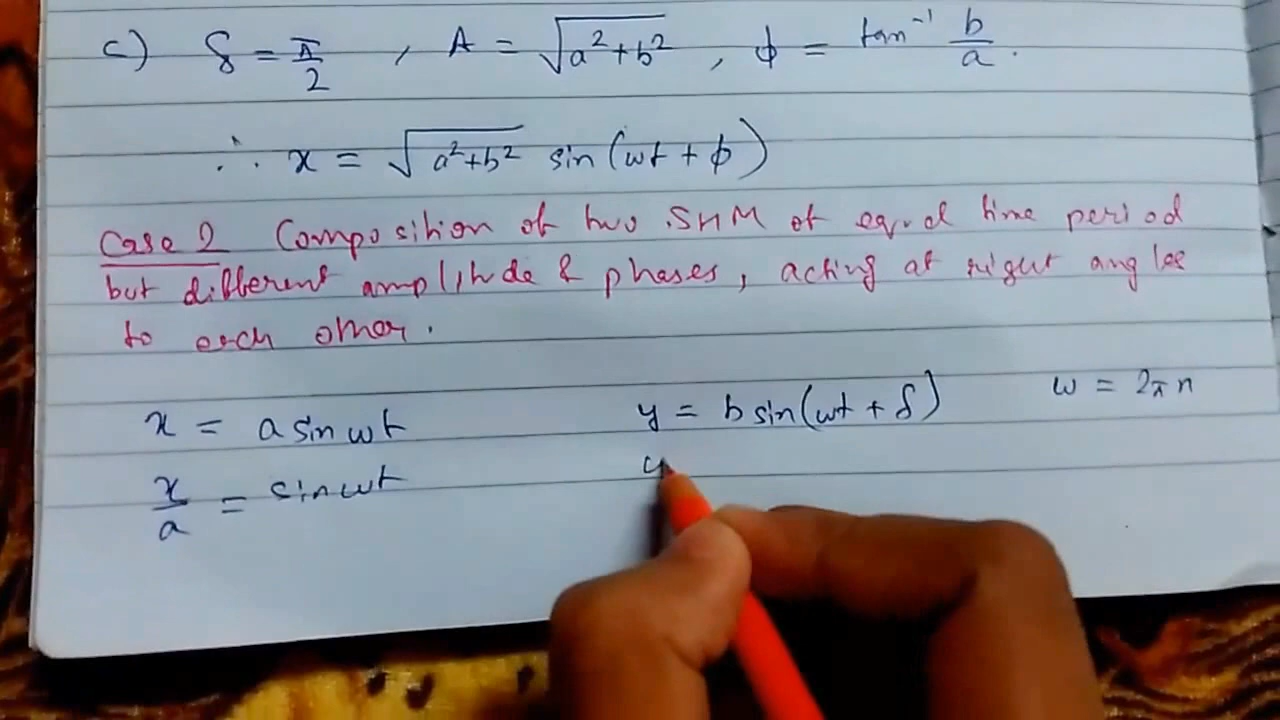 c) δ = π/2 , A = √(a²+b²) , ϕ = tan⁻¹ b/a .
∴ x = √(a²+b²) sin(ωt + ϕ)
Case 2 Composition of two SHM of equal time period
but different amplitude & phases, acting at right angles
to each other.
x = a sin ωt y = b sin(ωt + δ) ω = 2πn
x/a = sin ωt y